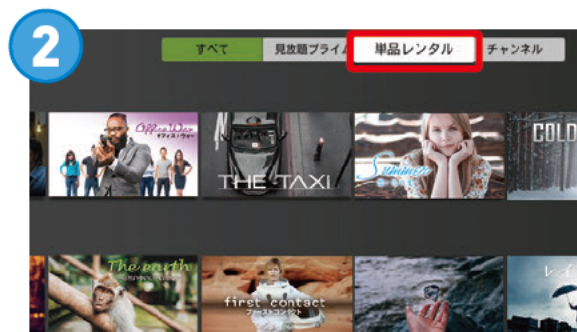 2
すべて
見放題プライム
単品レンタル
チャンネル
Office War
オフィス・ウォー
THE TAXI
Summer
COLD
The earth
first contact
ファーストコンタクト